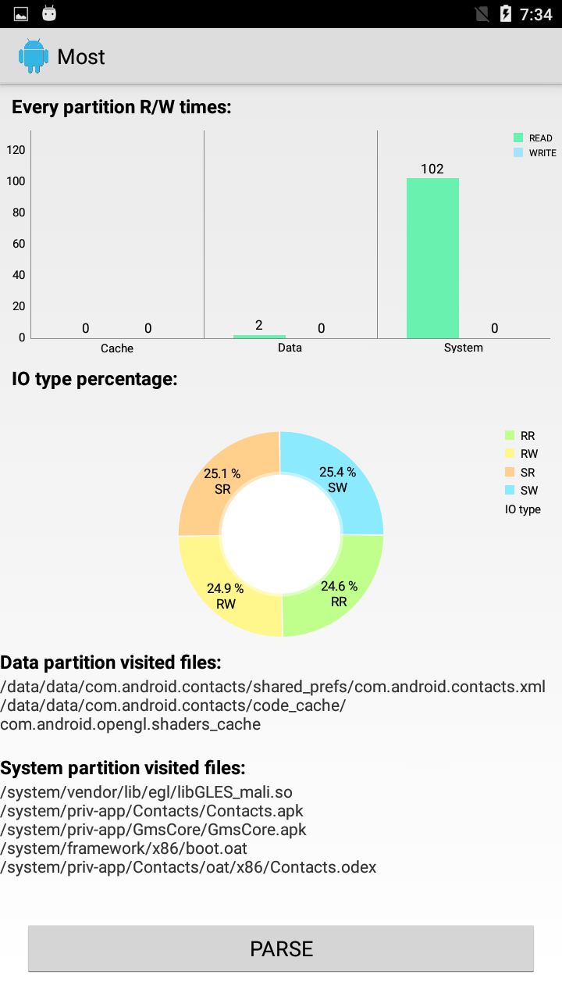 7:34
Most
Every partition R/W times:
READ
WRITE
120
100
80
60
40
20
0
0
0
2
0
102
0
Cache
Data
System
IO type percentage:
25.1 %
SR
25.4 %
SW
24.9 %
RW
24.6 %
RR
RR
RW
SR
SW
IO type
Data partition visited files:
/data/data/com.android.contacts/shared_prefs/com.android.contacts.xml
/data/data/com.android.contacts/code_cache/
com.android.opengl.shaders_cache
System partition visited files:
/system/vendor/lib/egl/libGLES_mali.so
/system/priv-app/Contacts/Contacts.apk
/system/priv-app/GmsCore/GmsCore.apk
/system/framework/x86/boot.oat
/system/priv-app/Contacts/oat/x86/Contacts.odex
PARSE